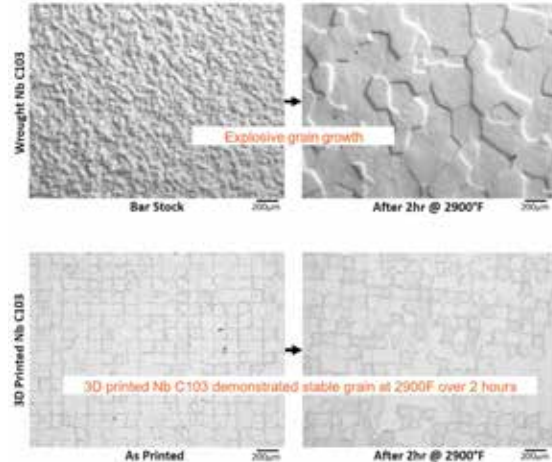 Wrought Nb C103
Explosive grain growth
Bar Stock
200µm
After 2hr @ 2900°F
200µm
3D Printed Nb C103
3D printed Nb C103 demonstrated stable grain at 2900F over 2 hours
As Printed
200µm
After 2hr @ 2900°F
200µm